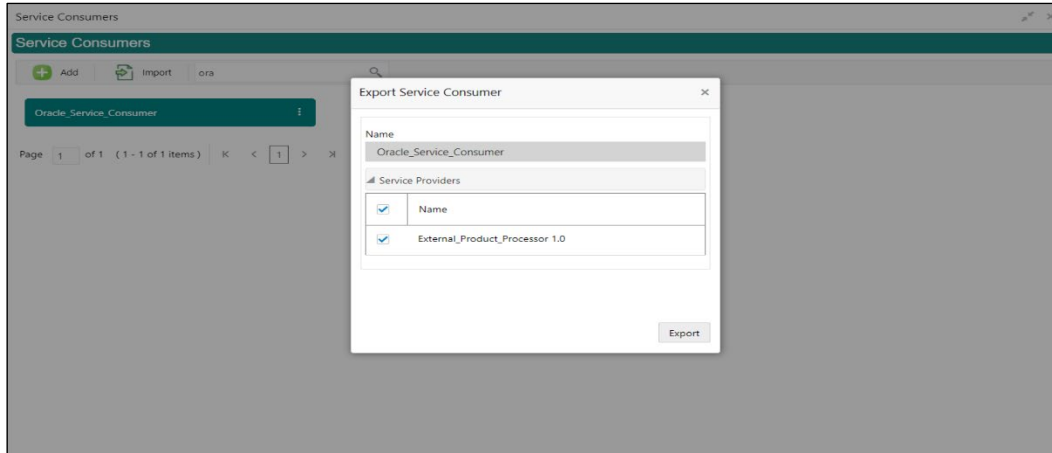 Service Consumers
Service Consumers
Add Import ora
Oracle_Service_Consumer
Page 1 of 1 (1 - 1 of 1 items) K < 1 > >|
Export Service Consumer ×
Name
Oracle_Service_Consumer
Service Providers
Name
External_Product_Processor 1.0
Export